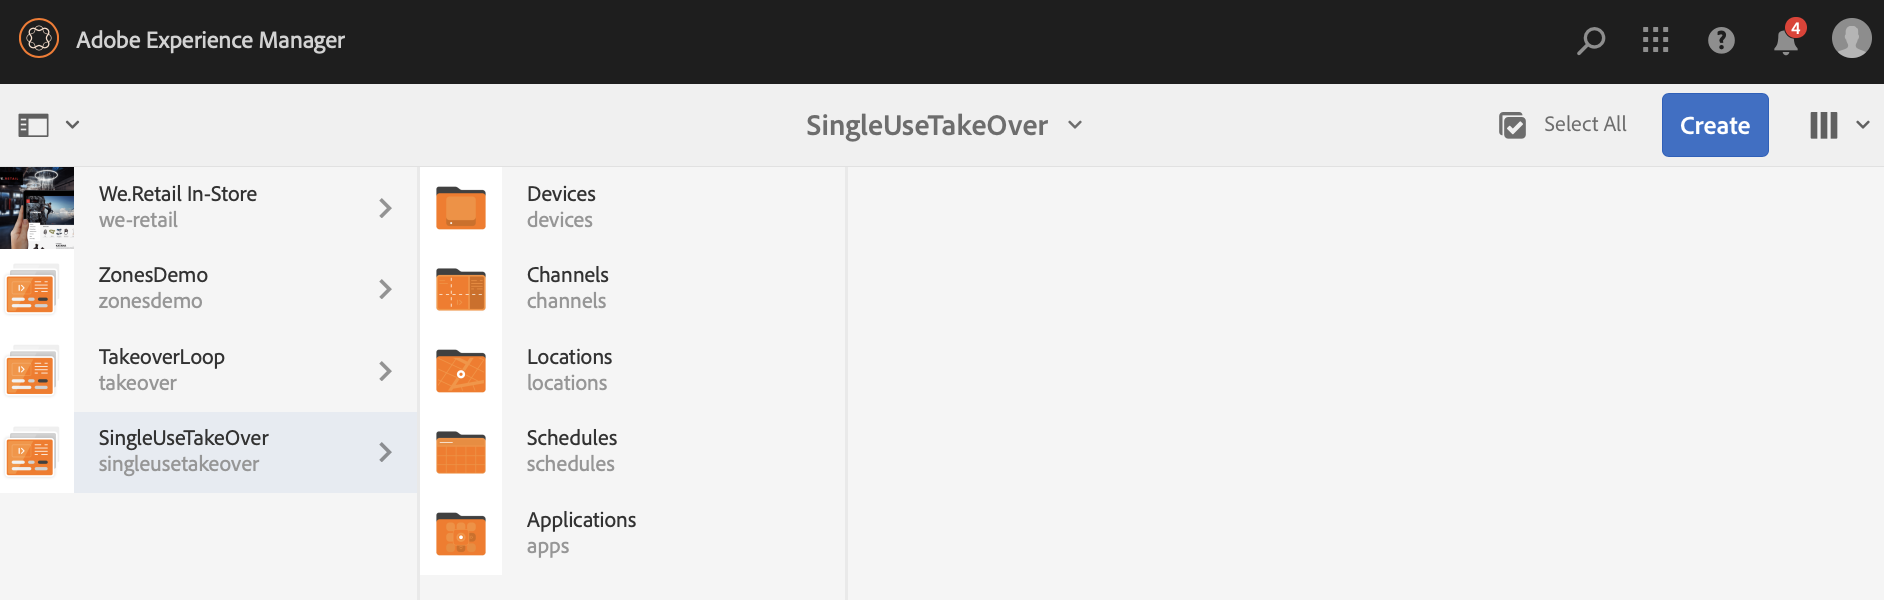 Adobe Experience Manager
4
SingleUseTakeOver
Select All
Create
We.Retail In-Store
we-retail
ZonesDemo
zonesdemo
TakeoverLoop
takeover
SingleUseTakeOver
singleusetakeover
Devices
devices
Channels
channels
Locations
locations
Schedules
schedules
Applications
apps